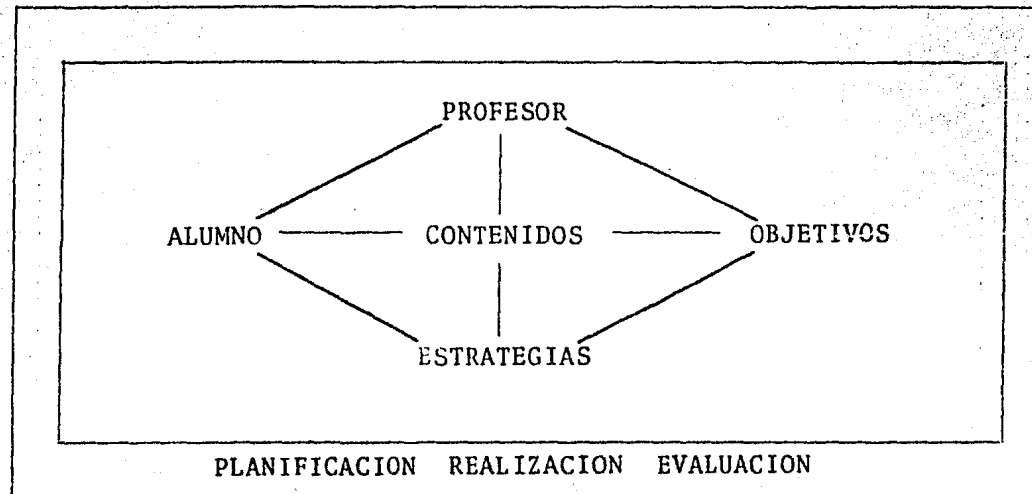 PROFESOR
ALUMNO CONTENIDOS OBJETIVOS
ESTRATEGIAS
PLANIFICACION REALIZACION EVALUACION